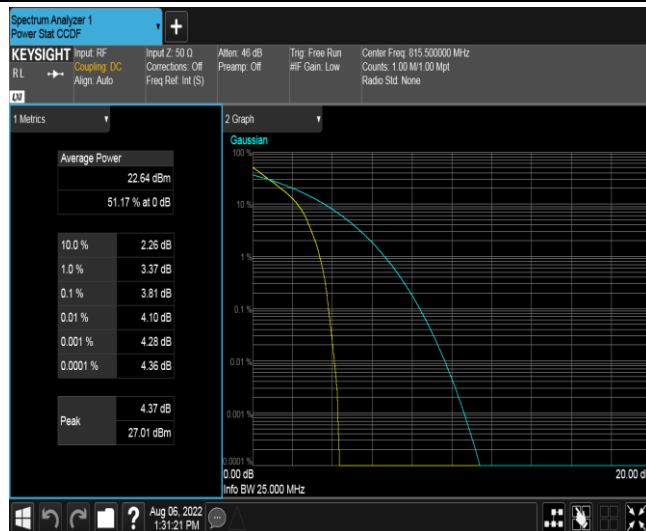 Spectrum Analyzer 1
Power Stat CCDF
+
KEYSIGHT
RL
LXI
Input: RF
Coupling: DC
Align: Auto
Input Z: 50 Ω
Corrections: Off
Freq Ref: Int (S)
Atten: 46 dB
Preamp: Off
Trig: Free Run
#IF Gain: Low
Center Freq: 815.500000 MHz
Counts: 1.00 M/1.00 Mpt
Radio Std: None
1 Metrics
Average Power
22.64 dBm
51.17 % at 0 dB
10.0 % 2.26 dB
1.0 % 3.37 dB
0.1 % 3.81 dB
0.01 % 4.10 dB
0.001 % 4.28 dB
0.0001 % 4.36 dB
Peak
4.37 dB
27.01 dBm
2 Graph
Gaussian
100 %
10 %
1 %
0.1 %
0.01 %
0.001 %
0.0001 %
0.00 dB
20.00 d
Info BW 25.000 MHz
?
Aug 06, 2022
1:31:21 PM